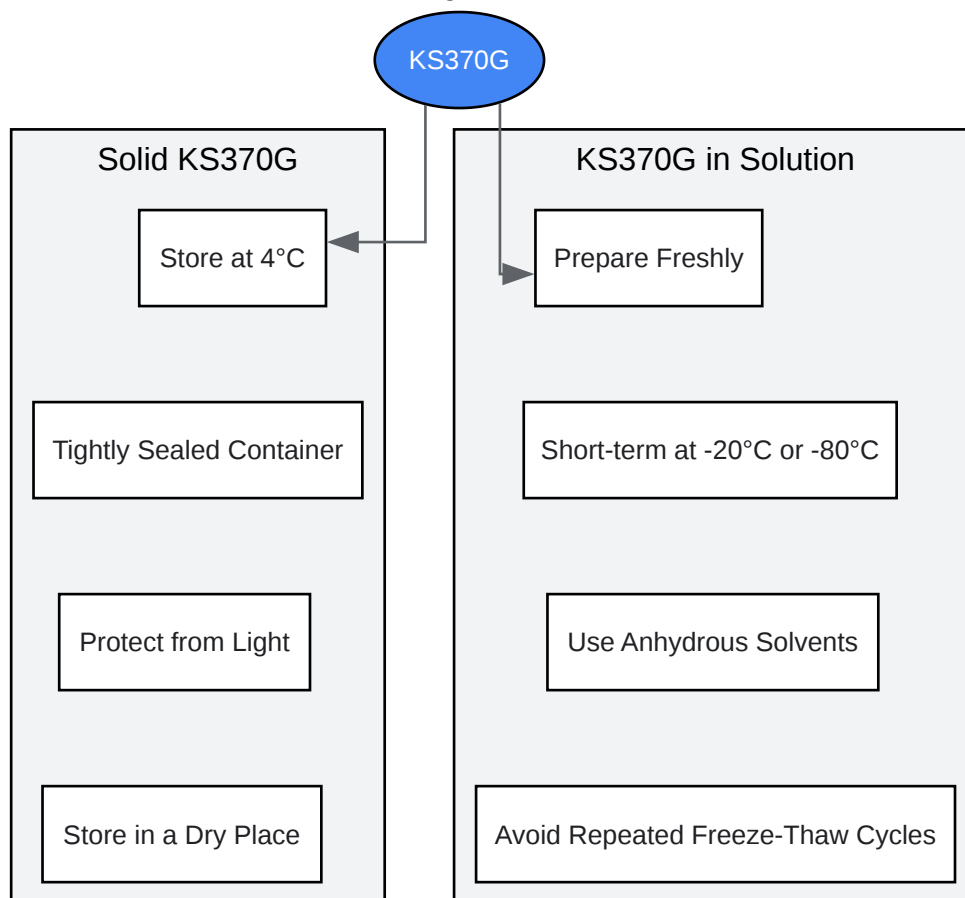 KS370G
Solid KS370G
Store at 4°C
Tightly Sealed Container
Protect from Light
Store in a Dry Place
KS370G in Solution
Prepare Freshly
Short-term at -20°C or -80°C
Use Anhydrous Solvents
Avoid Repeated Freeze-Thaw Cycles